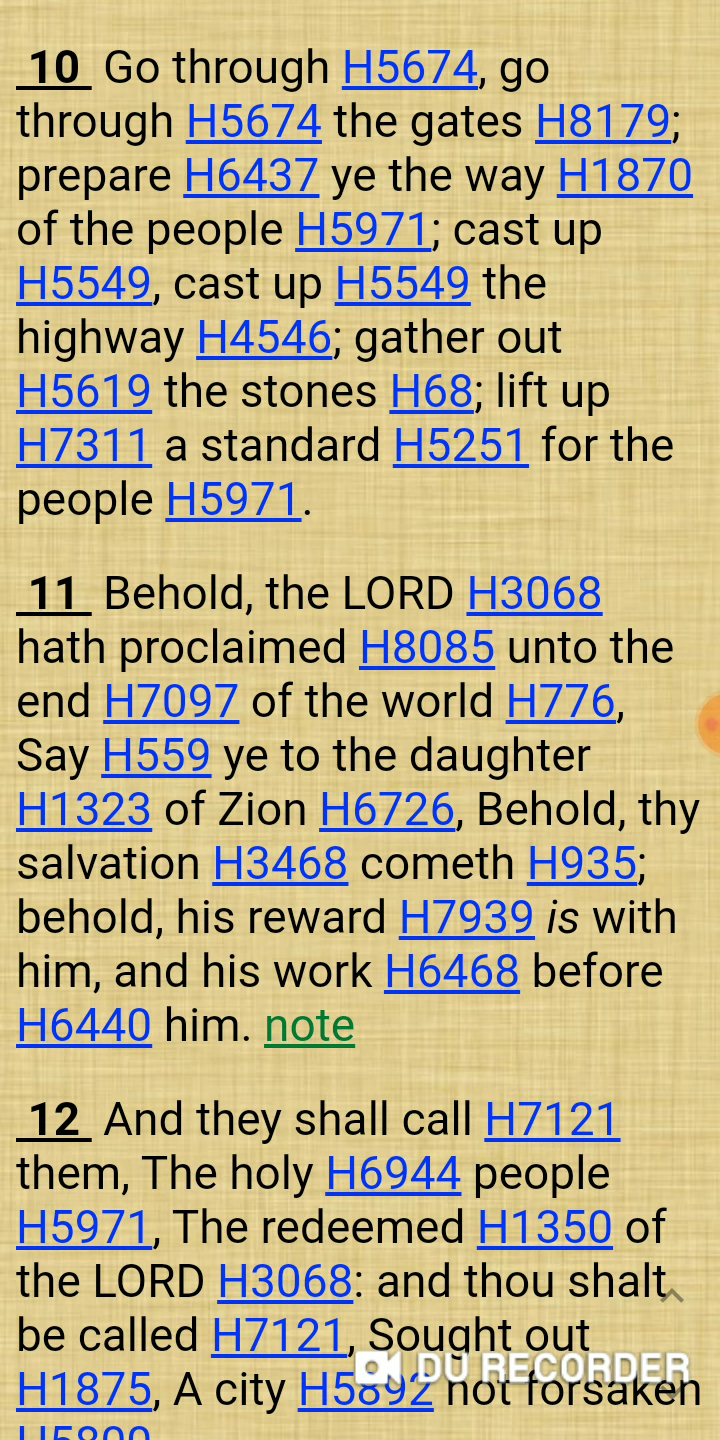 10 Go through H5674, go
through H5674 the gates H8179;
prepare H6437 ye the way H1870
of the people H5971; cast up
H5549, cast up H5549 the
highway H4546; gather out
H5619 the stones H68; lift up
H7311 a standard H5251 for the
people H5971.
11 Behold, the LORD H3068
hath proclaimed H8085 unto the
end H7097 of the world H776,
Say H559 ye to the daughter
H1323 of Zion H6726, Behold, thy
salvation H3468 cometh H935;
behold, his reward H7939 is with
him, and his work H6468 before
H6440 him. note
12 And they shall call H7121
them, The holy H6944 people
H5971, The redeemed H1350 of
the LORD H3068: and thou shalt
be called H7121, Sought out
DU RECORDER
H1875, A city H5892 not forsaken